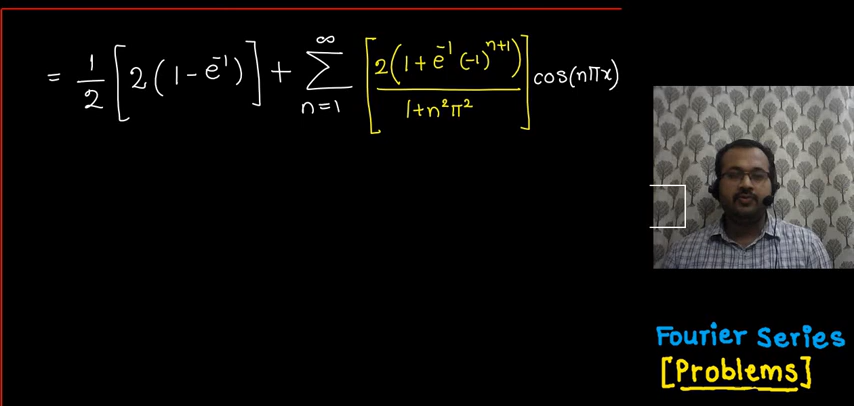 = 1/2 [2(1 - e⁻¹)] + ∑_{n=1}^{∞} [2(1 + e⁻¹ (-1)ⁿ⁺¹) / (1+n²π²)] cos(nπx)
Fourier Series
[Problems]